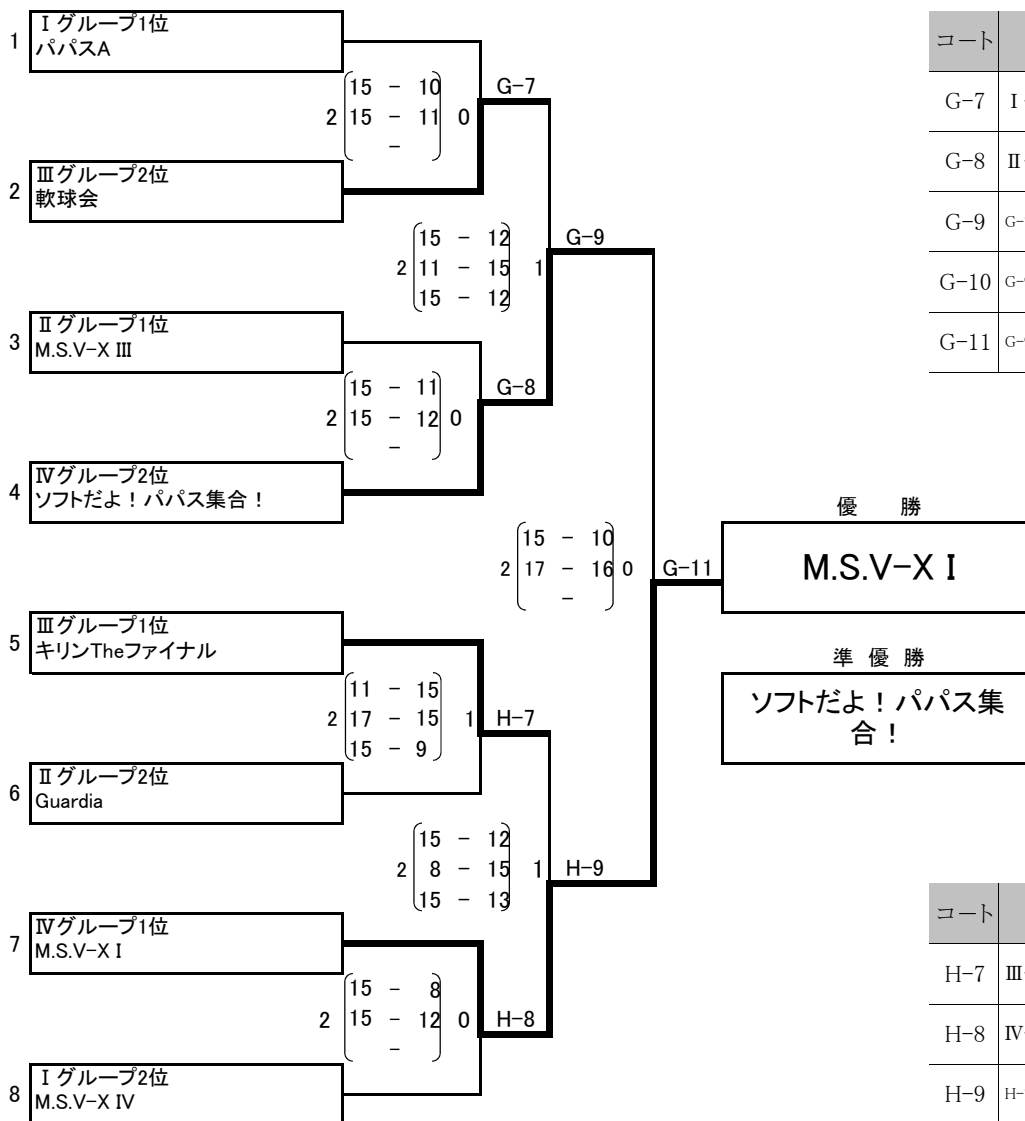 1
Ⅰグループ1位
パパスA
15 - 10
2 15 - 11 0
-
G-7
2
Ⅲグループ2位
軟球会
15 - 12
2 11 - 15 1
15 - 12
G-9
3
Ⅱグループ1位
M.S.V-X III
15 - 11
2 15 - 12 0
-
G-8
4
Ⅳグループ2位
ソフトだよ！パパス集合！
15 - 10
2 17 - 16 0
-
G-11
優 勝
M.S.V-X I
準 優 勝
ソフトだよ！パパス集
合！
5
Ⅲグループ1位
キリンTheファイナル
11 - 15
2 17 - 15 1
15 - 9
H-7
6
Ⅱグループ2位
Guardia
15 - 12
2 8 - 15 1
15 - 13
H-9
7
Ⅳグループ1位
M.S.V-X I
15 - 8
2 15 - 12 0
-
H-8
8
Ⅰグループ2位
M.S.V-X IV
コート
G-7 Ⅰ
G-8 Ⅱ
G-9 G-
G-10 G-
G-11 G-
コート
H-7 Ⅲ
H-8 Ⅳ
H-9 H-